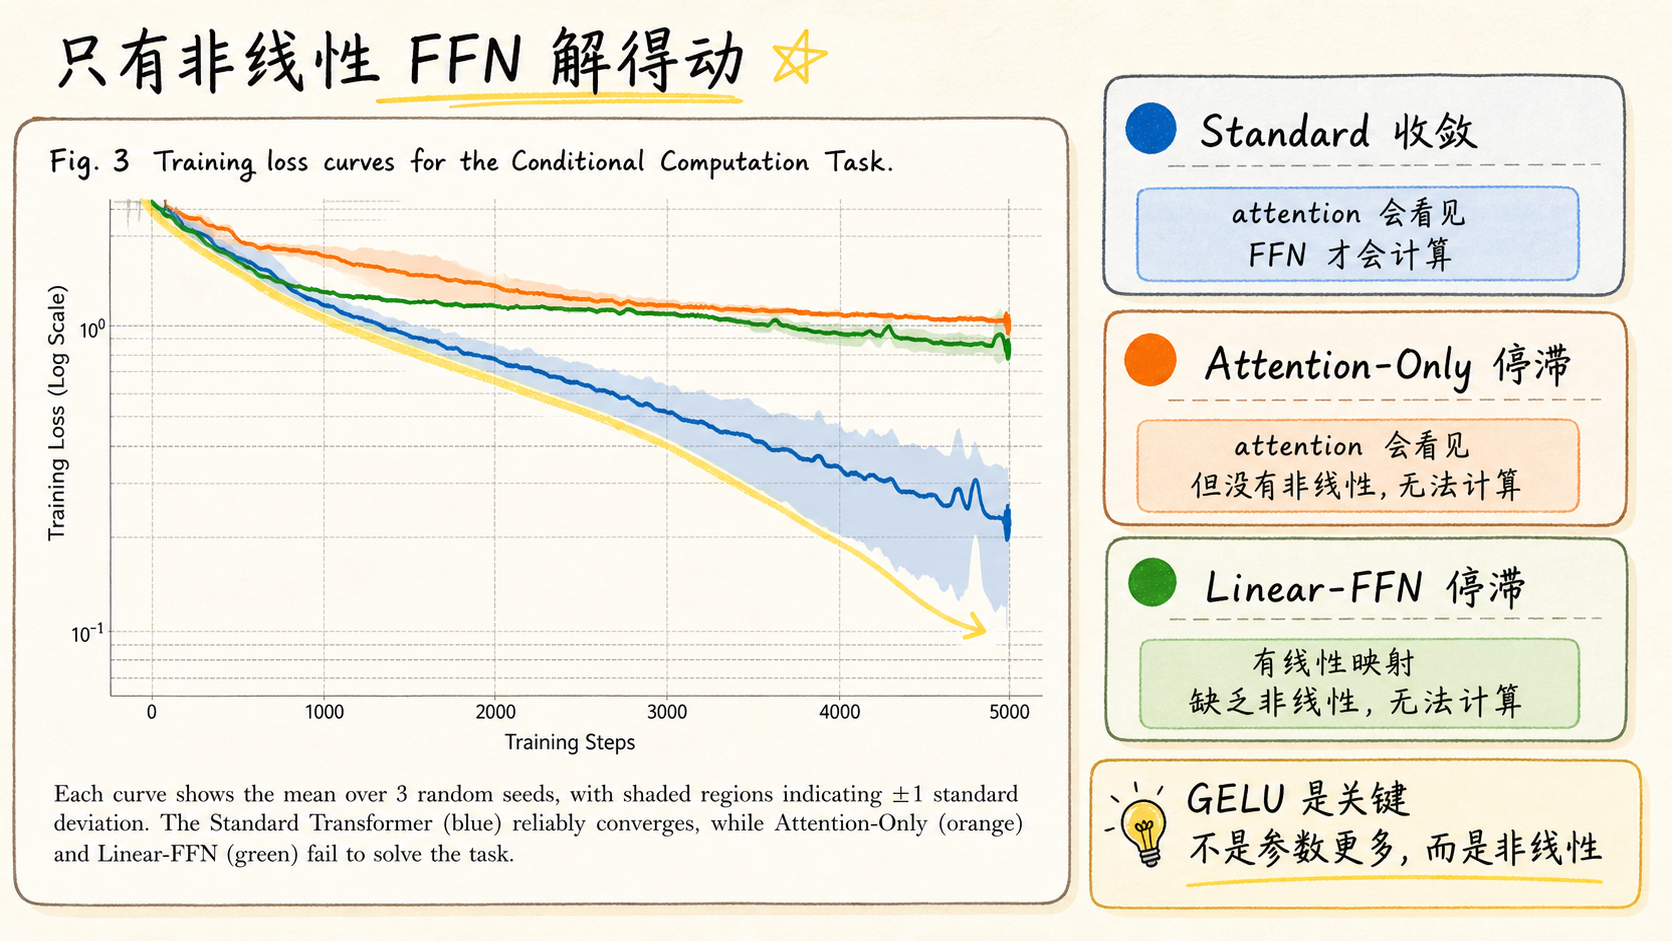 只有非线性 FFN 解得动
Fig. 3 Training loss curves for the Conditional Computation Task.
Training Loss (Log Scale)
10⁰
10⁻¹
0 1000 2000 3000 4000 5000
Training Steps
Each curve shows the mean over 3 random seeds, with shaded regions indicating ±1 standard
deviation. The Standard Transformer (blue) reliably converges, while Attention-Only (orange)
and Linear-FFN (green) fail to solve the task.
Standard 收敛
attention 会看见
FFN 才会计算
Attention-Only 停滞
attention 会看见
但没有非线性, 无法计算
Linear-FFN 停滞
有线性映射
缺乏非线性, 无法计算
GELU 是关键
不是参数更多, 而是非线性